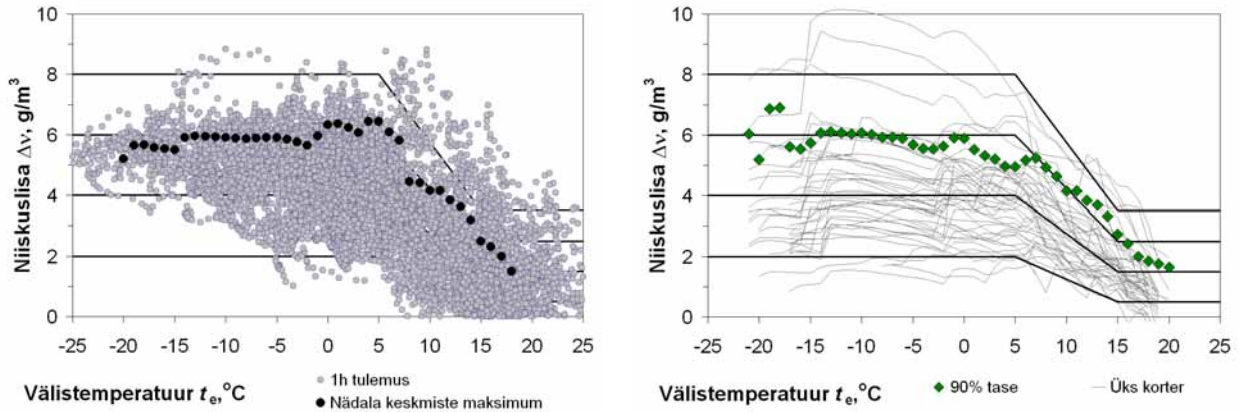 Niiskuslisa Δν, g/m³
10
8
6
4
2
0
-25 -20 -15 -10 -5 0 5 10 15 20 25
Välistemperatuur tₑ,°C
1h tulemus
Nädala keskmiste maksimum
Niiskuslisa Δν, g/m³
10
8
6
4
2
0
-25 -20 -15 -10 -5 0 5 10 15 20 25
Välistemperatuur tₑ,°C
90% tase
Üks korter